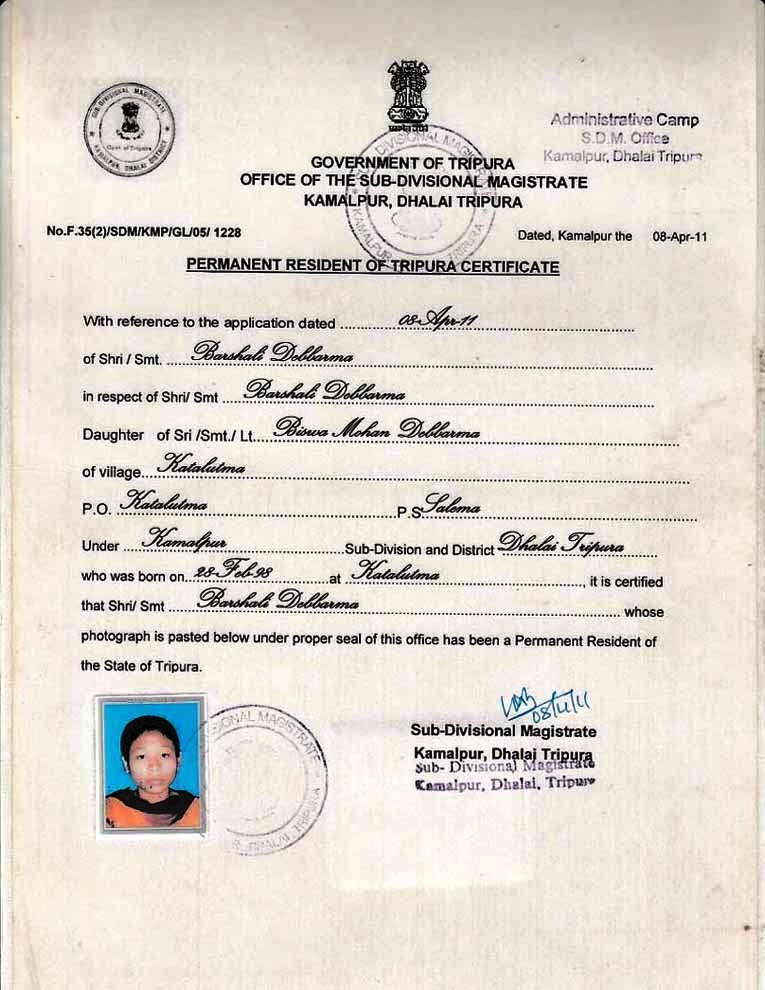 SUB-DIVISIONAL MAGISTRATE
Govt. of Tripura
KAMALPUR, DHALAI DISTRICT
Administrative Camp
S.D.M. Office
Kamalpur, Dhalai Tripura
GOVERNMENT OF TRIPURA
OFFICE OF THE SUB-DIVISIONAL MAGISTRATE
KAMALPUR, DHALAI TRIPURA
No.F.35(2)/SDM/KMP/GL/05/ 1228
Dated, Kamalpur the 08-Apr-11
PERMANENT RESIDENT OF TRIPURA CERTIFICATE
With reference to the application dated 08-Apr-11
of Shri / Smt. Barshali Debbarma
in respect of Shri/ Smt Barshali Debbarma
Daughter of Sri /Smt./ Lt. Biswa Mohan Debbarma
of village Katalutma
P.O. Katalutma P.S Salema
Under Kamalpur Sub-Division and District Dhalai Tripura
who was born on 28-Feb-98 at Katalutma, it is certified
that Shri/ Smt Barshali Debbarma whose
photograph is pasted below under proper seal of this office has been a Permanent Resident of
the State of Tripura.
08/4/11
Sub-Divisional Magistrate
Kamalpur, Dhalai Tripura
Sub- Divisional Magistrate
Kamalpur, Dhalai, Tripura